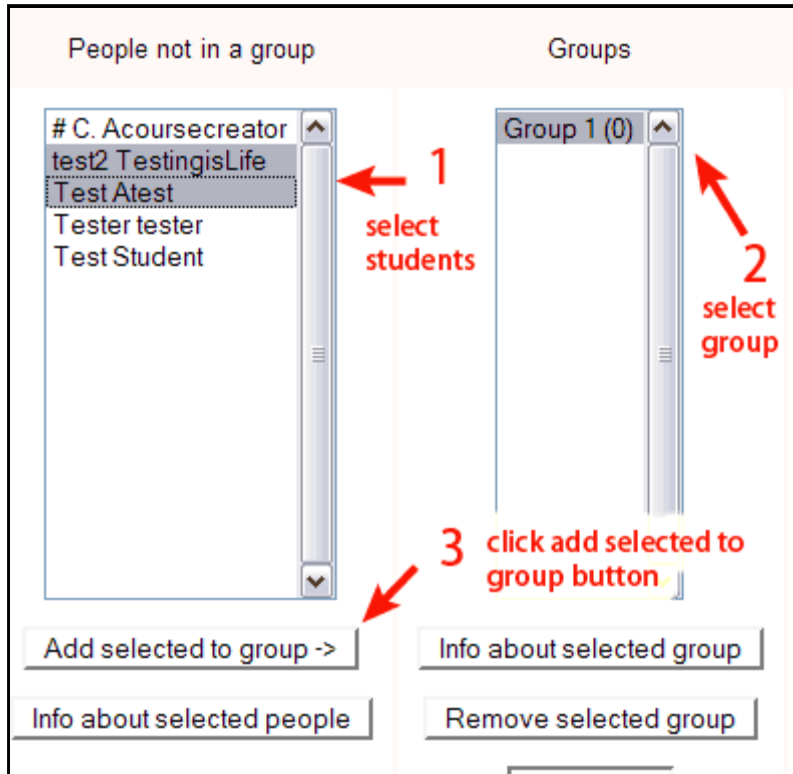 People not in a group
Groups
# C. Acoursecreator
test2 TestingisLife
Test Atest
Tester tester
Test Student
1
select
students
Group 1 (0)
2
select
group
3
click add selected to
group button
Add selected to group ->
Info about selected group
Info about selected people
Remove selected group